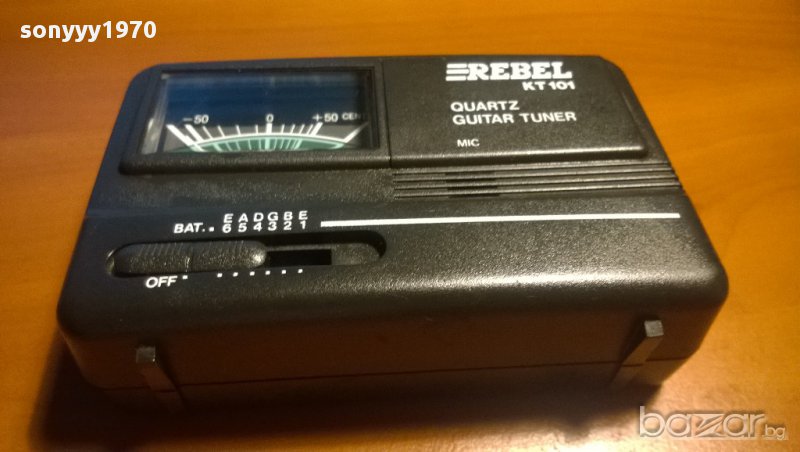 sonyyy1970
REBEL
KT 101
QUARTZ
GUITAR TUNER
MIC
-50 0 +50 CEN
E A D G B E
BAT. 6 5 4 3 2 1
OFF
bazar.bg